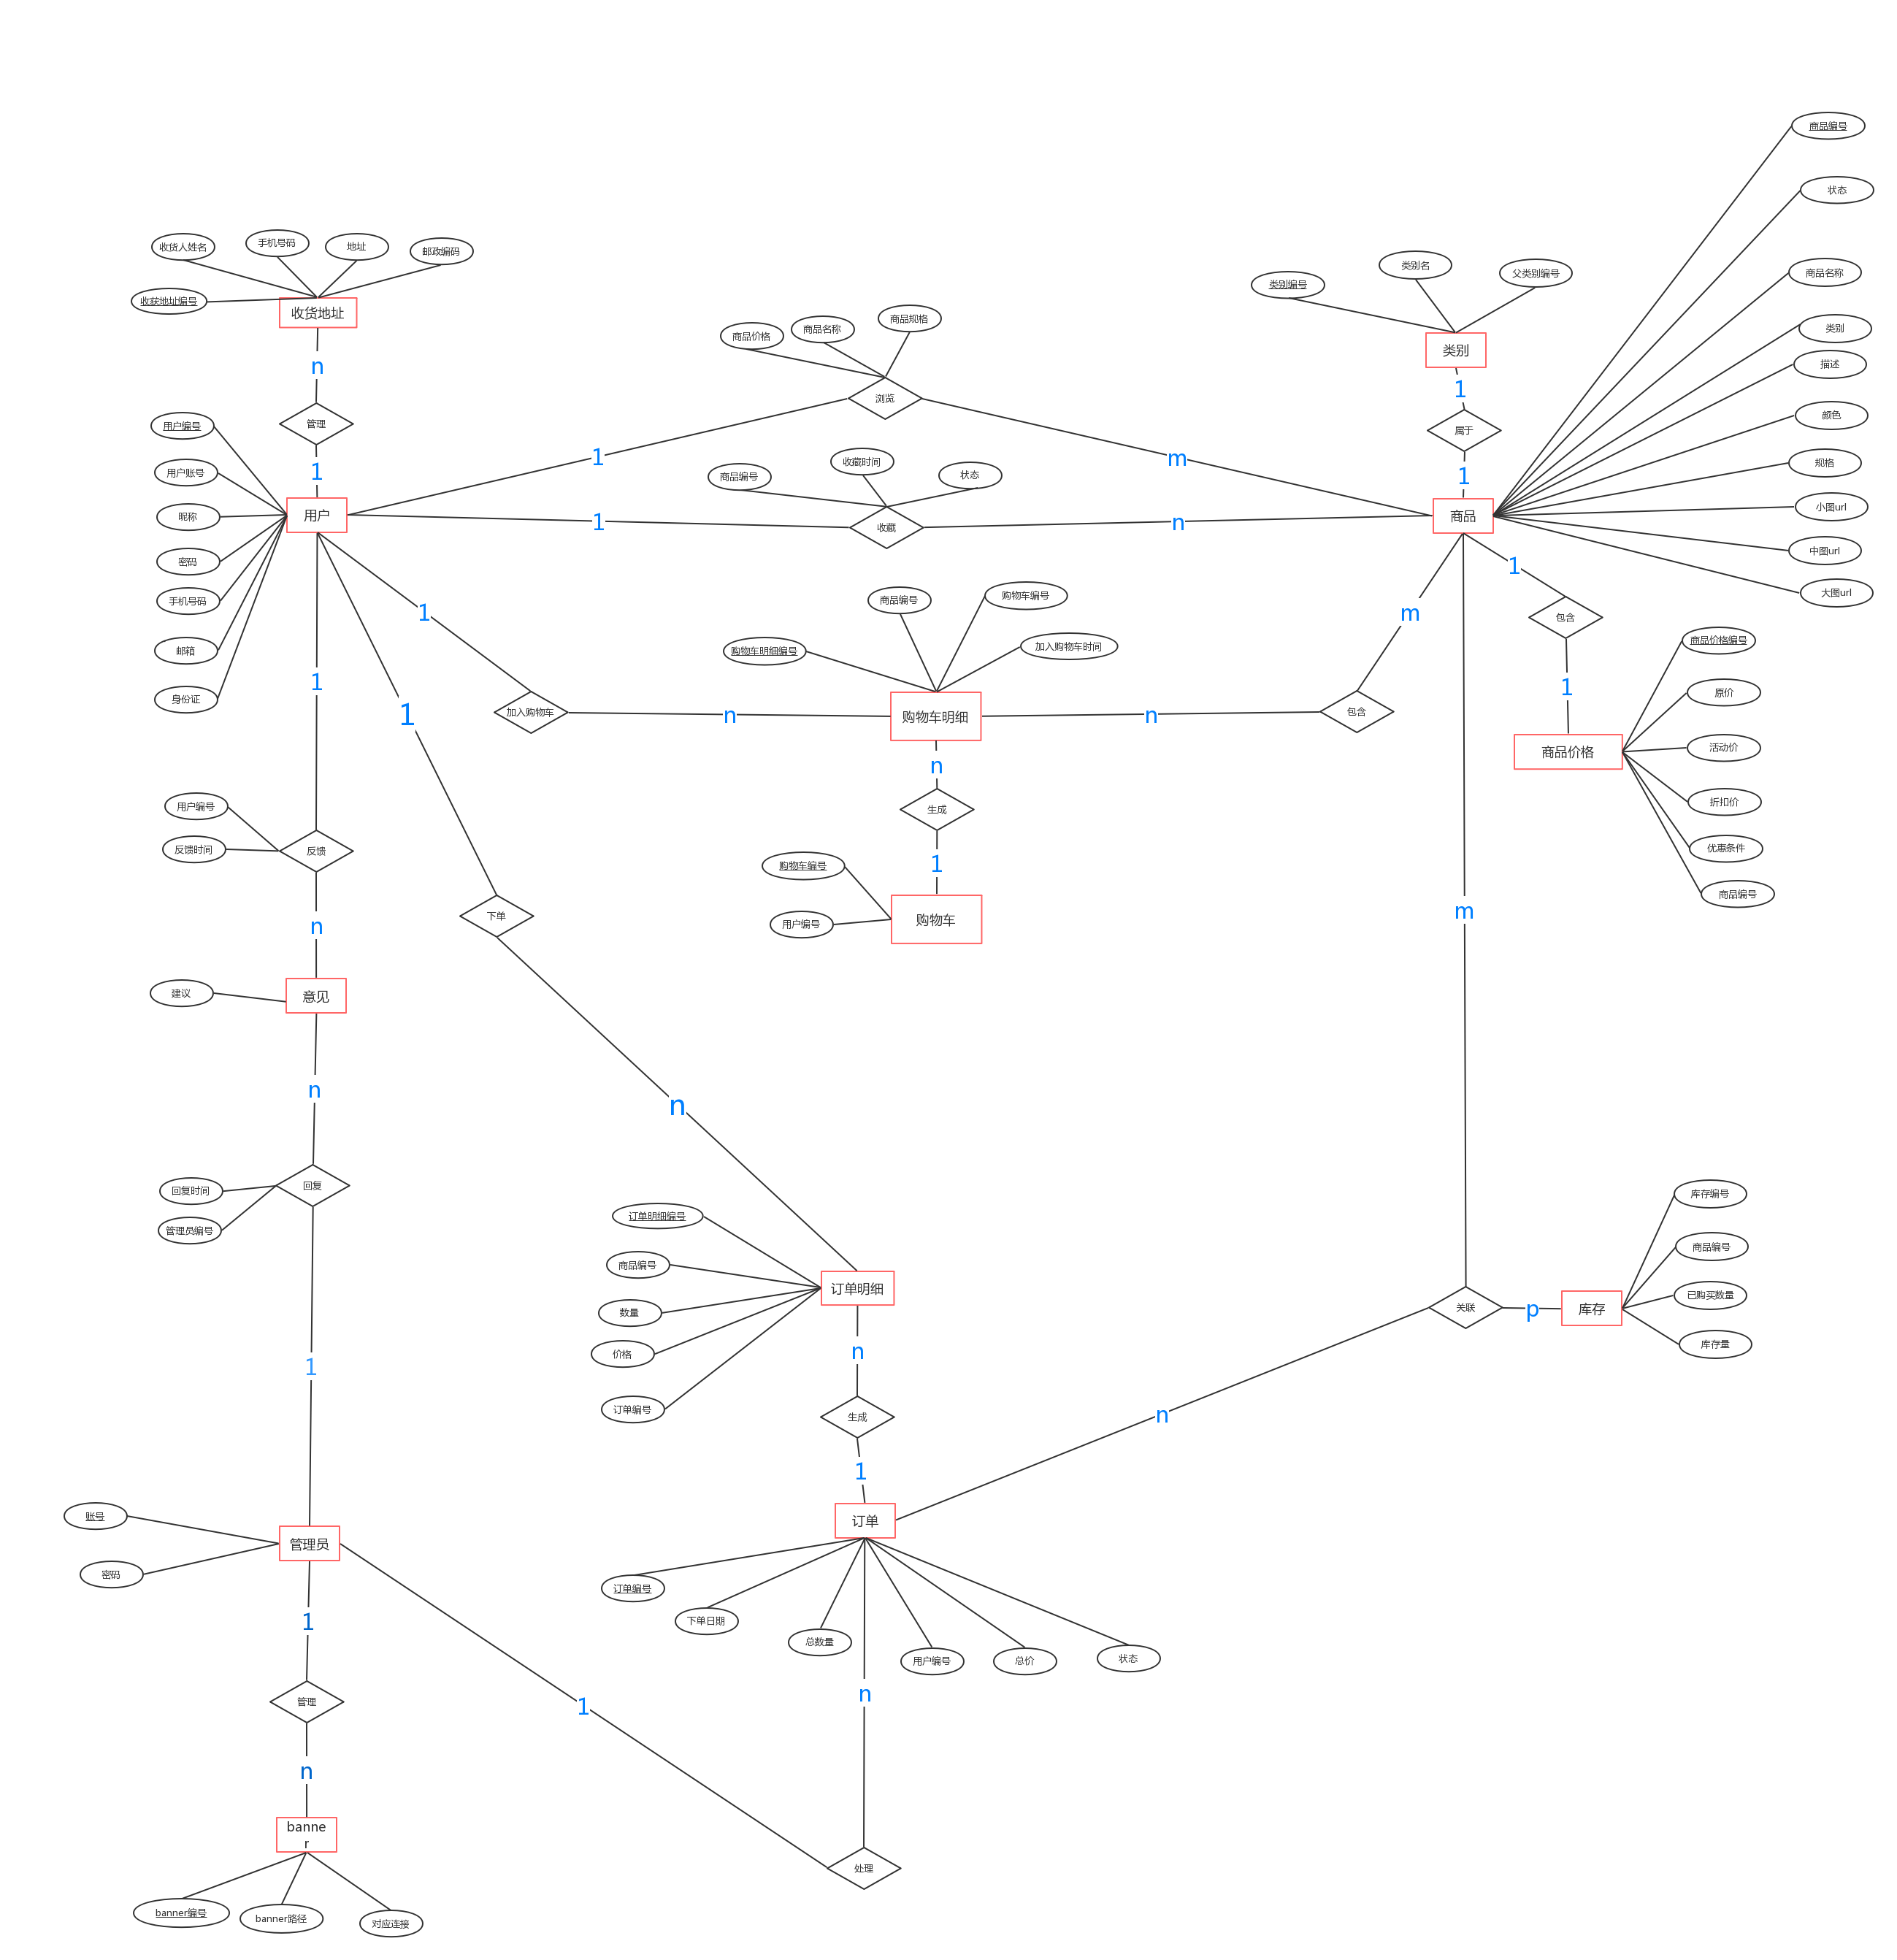 商品编号
状态
收货人姓名
手机号码
地址
邮政编码
收获地址编号
收货地址
类别编号
类别名
父类别编号
类别
商品名称
类别
描述
颜色
规格
小图url
中图url
大图url
n
管理
1
商品价格
商品名称
商品规格
浏览
1
m
1
属于
1
用户编号
用户账号
昵称
密码
手机号码
邮箱
身份证
用户
商品编号
收藏时间
状态
收藏
1
n
商品
1
包含
1
商品价格编号
原价
活动价
折扣价
优惠条件
商品编号
商品价格
1
加入购物车
n
购物车明细编号
商品编号
购物车编号
加入购物车时间
购物车明细
n
包含
m
n
生成
1
购物车编号
用户编号
购物车
1
用户编号
反馈时间
反馈
n
建议
意见
1
下单
n
m
n
回复时间
管理员编号
回复
1
订单明细编号
商品编号
数量
价格
订单编号
订单明细
n
生成
1
订单
n
关联
p
库存
库存编号
商品编号
已购买数量
库存量
账号
密码
管理员
订单编号
下单日期
总数量
用户编号
总价
状态
1
管理
n
1
n
处理
banne
r
banner编号
banner路径
对应连接